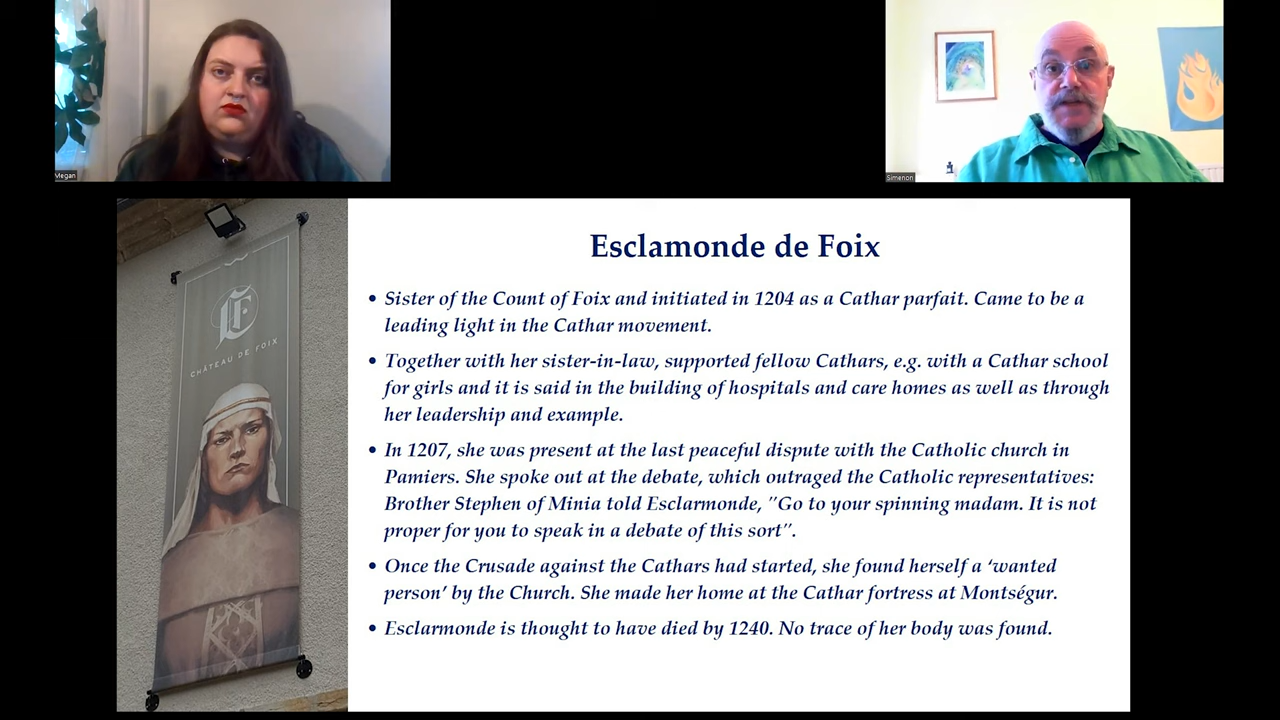 Megan
Simenon
Esclamonde de Foix
• Sister of the Count of Foix and initiated in 1204 as a Cathar parfait. Came to be a
leading light in the Cathar movement.
• Together with her sister-in-law, supported fellow Cathars, e.g. with a Cathar school
for girls and it is said in the building of hospitals and care homes as well as through
her leadership and example.
• In 1207, she was present at the last peaceful dispute with the Catholic church in
Pamiers. She spoke out at the debate, which outraged the Catholic representatives:
Brother Stephen of Minia told Esclarmonde, "Go to your spinning madam. It is not
proper for you to speak in a debate of this sort".
• Once the Crusade against the Cathars had started, she found herself a ‘wanted
person’ by the Church. She made her home at the Cathar fortress at Montségur.
• Esclarmonde is thought to have died by 1240. No trace of her body was found.
CHÂTEAU DE FOIX